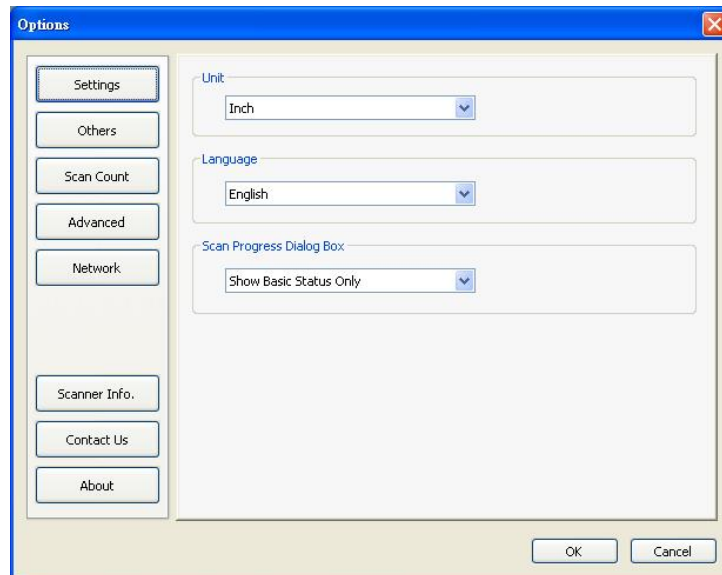 Options
Settings
Others
Scan Count
Advanced
Network
Scanner Info.
Contact Us
About
Unit
Inch
Language
English
Scan Progress Dialog Box
Show Basic Status Only
OK
Cancel